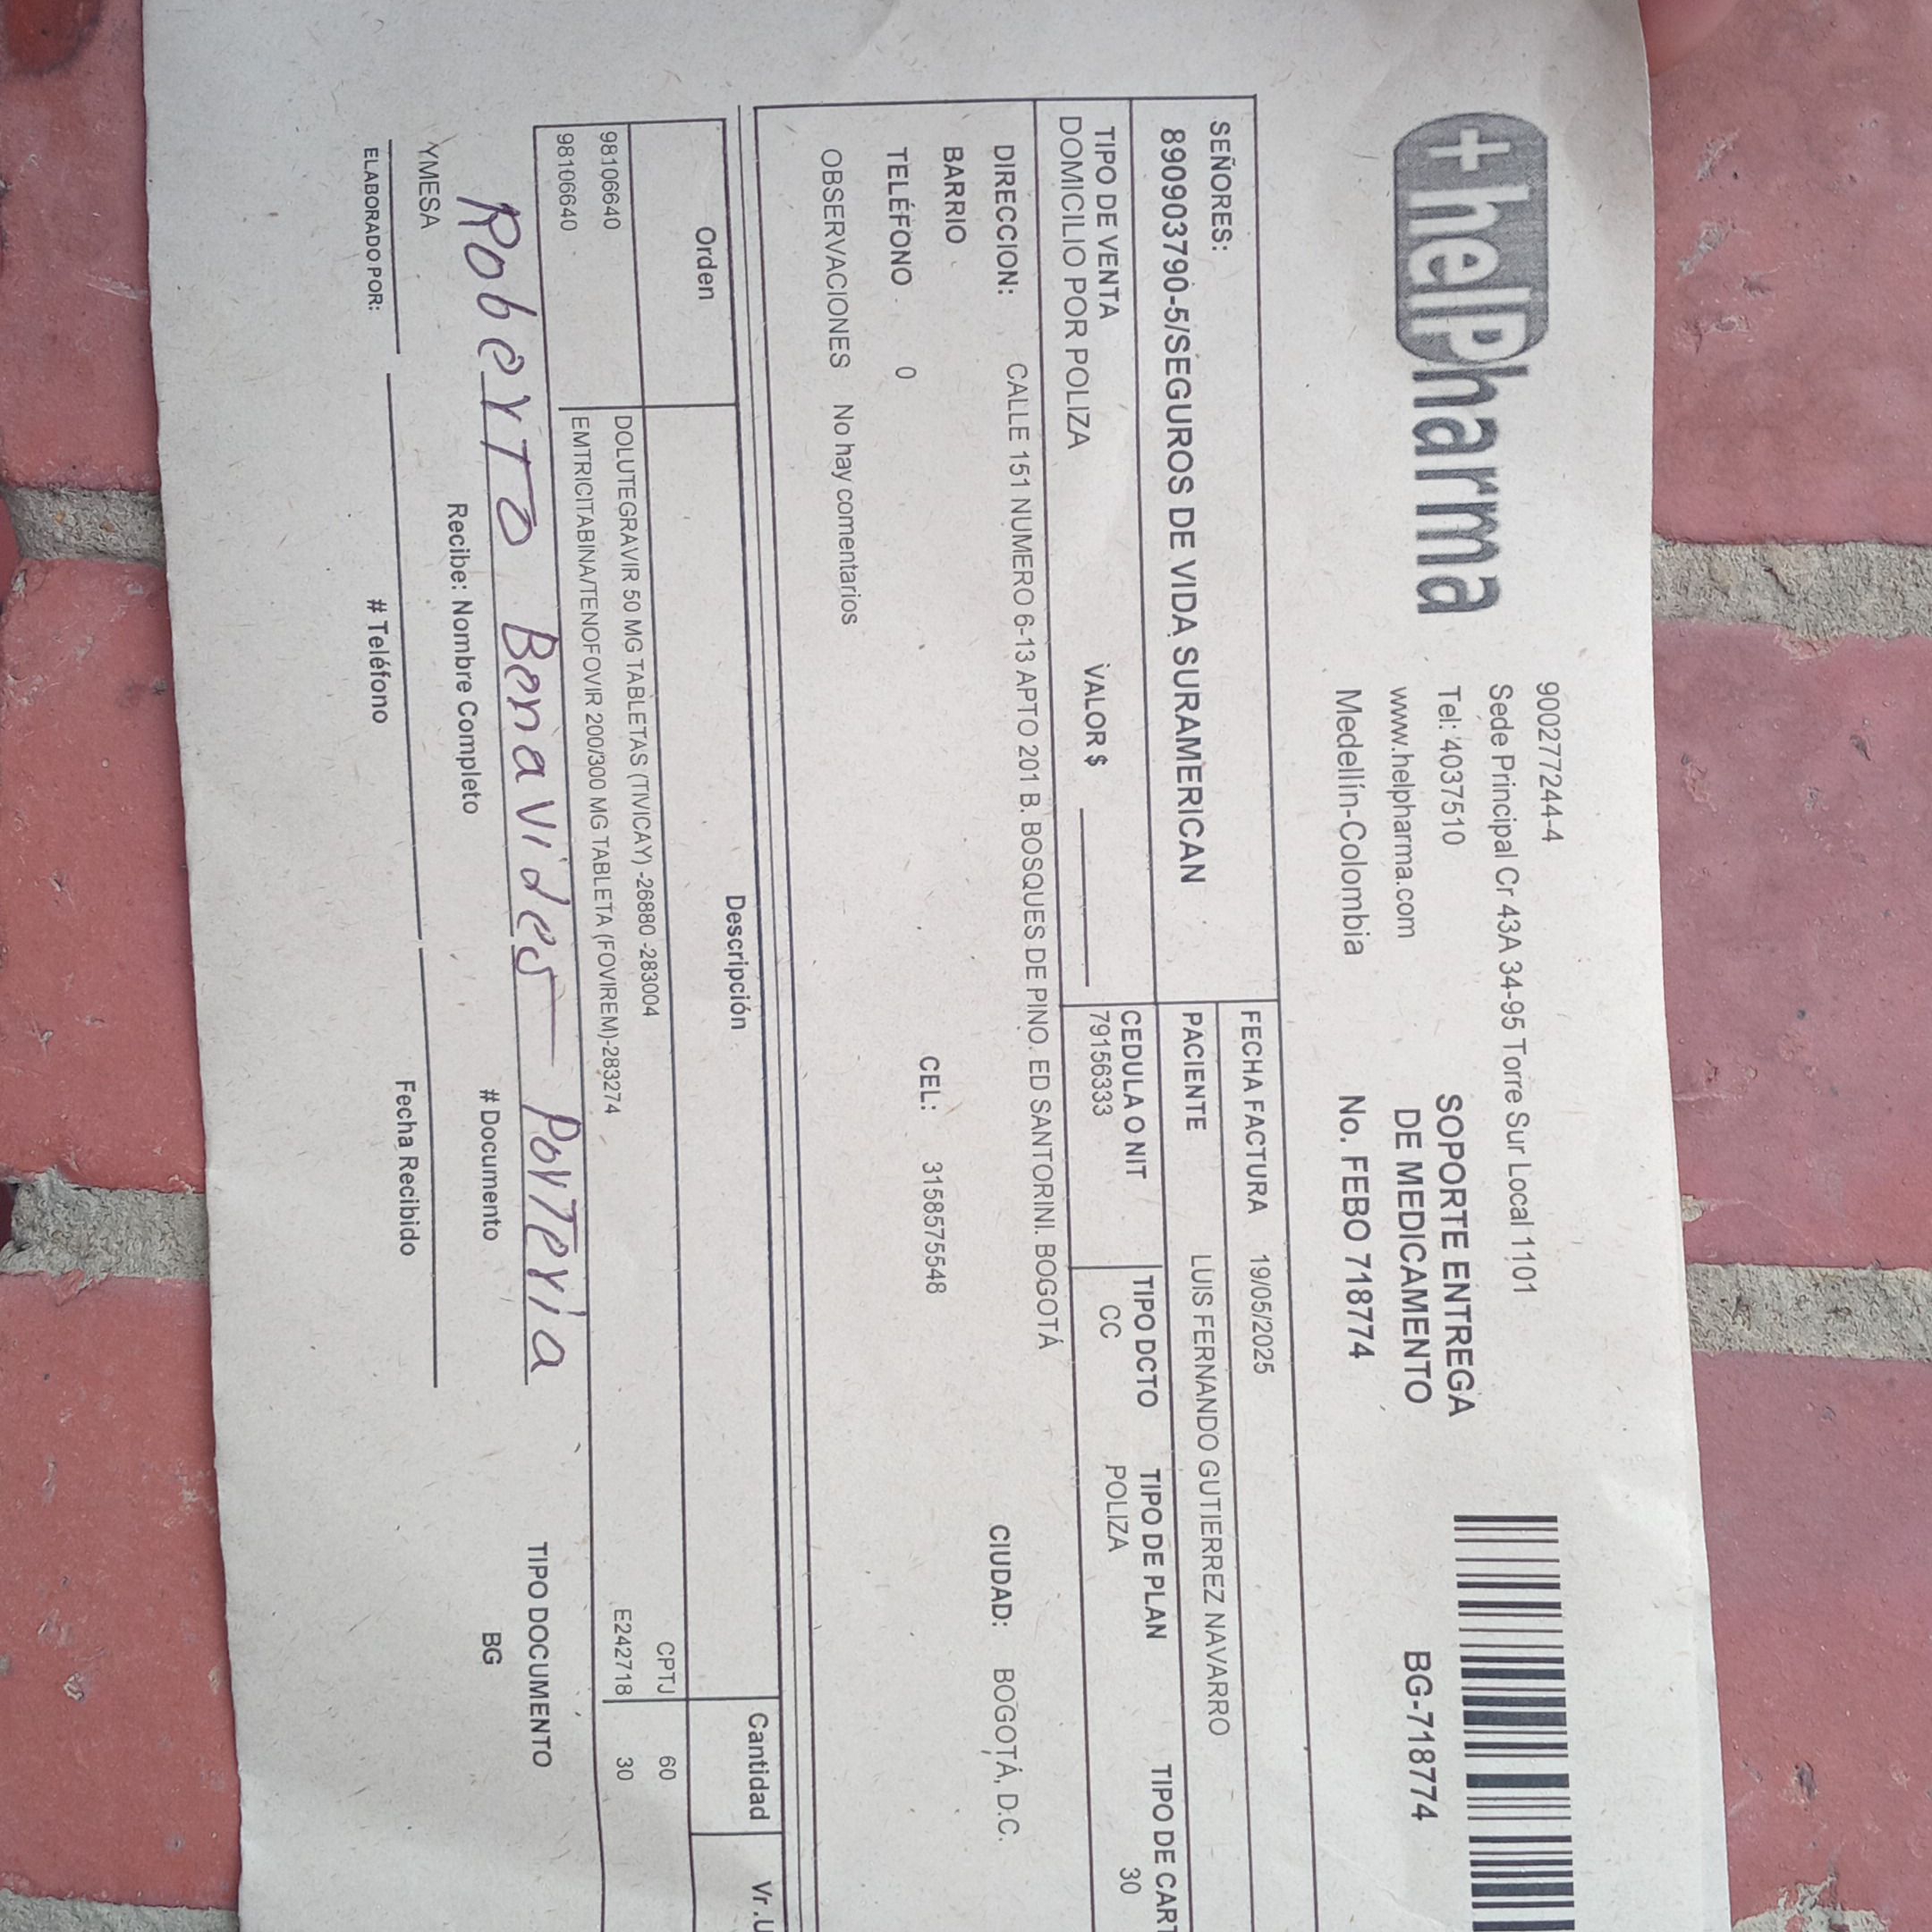 + helPharma
900277244-4
Sede Principal Cr 43A 34-95 Torre Sur Local 1101
Tel: 4037510
www.helpharma.com
Medellín-Colombia
SOPORTE ENTREGA
DE MEDICAMENTO
No. FEBO 718774
BG-718774
SEÑORES:
890903790-5/SEGUROS DE VIDA SURAMERICAN
FECHA FACTURA 19/05/2025
PACIENTE LUIS FERNANDO GUTIERREZ NAVARRO
TIPO DE VENTA
DOMICILIO POR POLIZA
VALOR $
CEDULA O NIT
79156333
TIPO DCTO
CC
TIPO DE PLAN
POLIZA
TIPO DE CART
30
DIRECCION: CALLE 151 NUMERO 6-13 APTO 201 B. BOSQUES DE PINO. ED SANTORINI. BOGOTÁ
CIUDAD: BOGOTÁ, D.C.
BARRIO
TELÉFONO 0
CEL: 3158575548
OBSERVACIONES No hay comentarios
Orden Descripción Cantidad Vr.U
98106640 DOLUTEGRAVIR 50 MG TABLETAS (TIVICAY) -26880 -283004 CPTJ 60
98106640 EMTRICITABINA/TENOFOVIR 200/300 MG TABLETA (FOVIREM)-283274 E242718 30
Roberto Benavides Porteria
Recibe: Nombre Completo
# Documento
TIPO DOCUMENTO
BG
YMESA
ELABORADO POR:
# Teléfono
Fecha Recibido